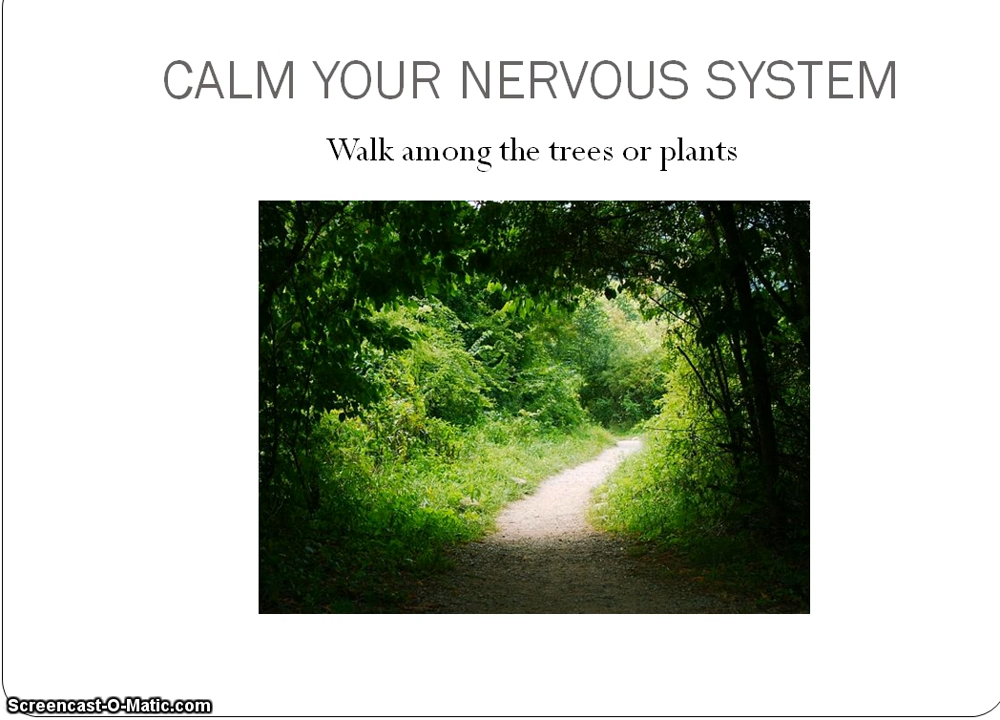 CALM YOUR NERVOUS SYSTEM
Walk among the trees or plants
Screencast-O-Matic.com